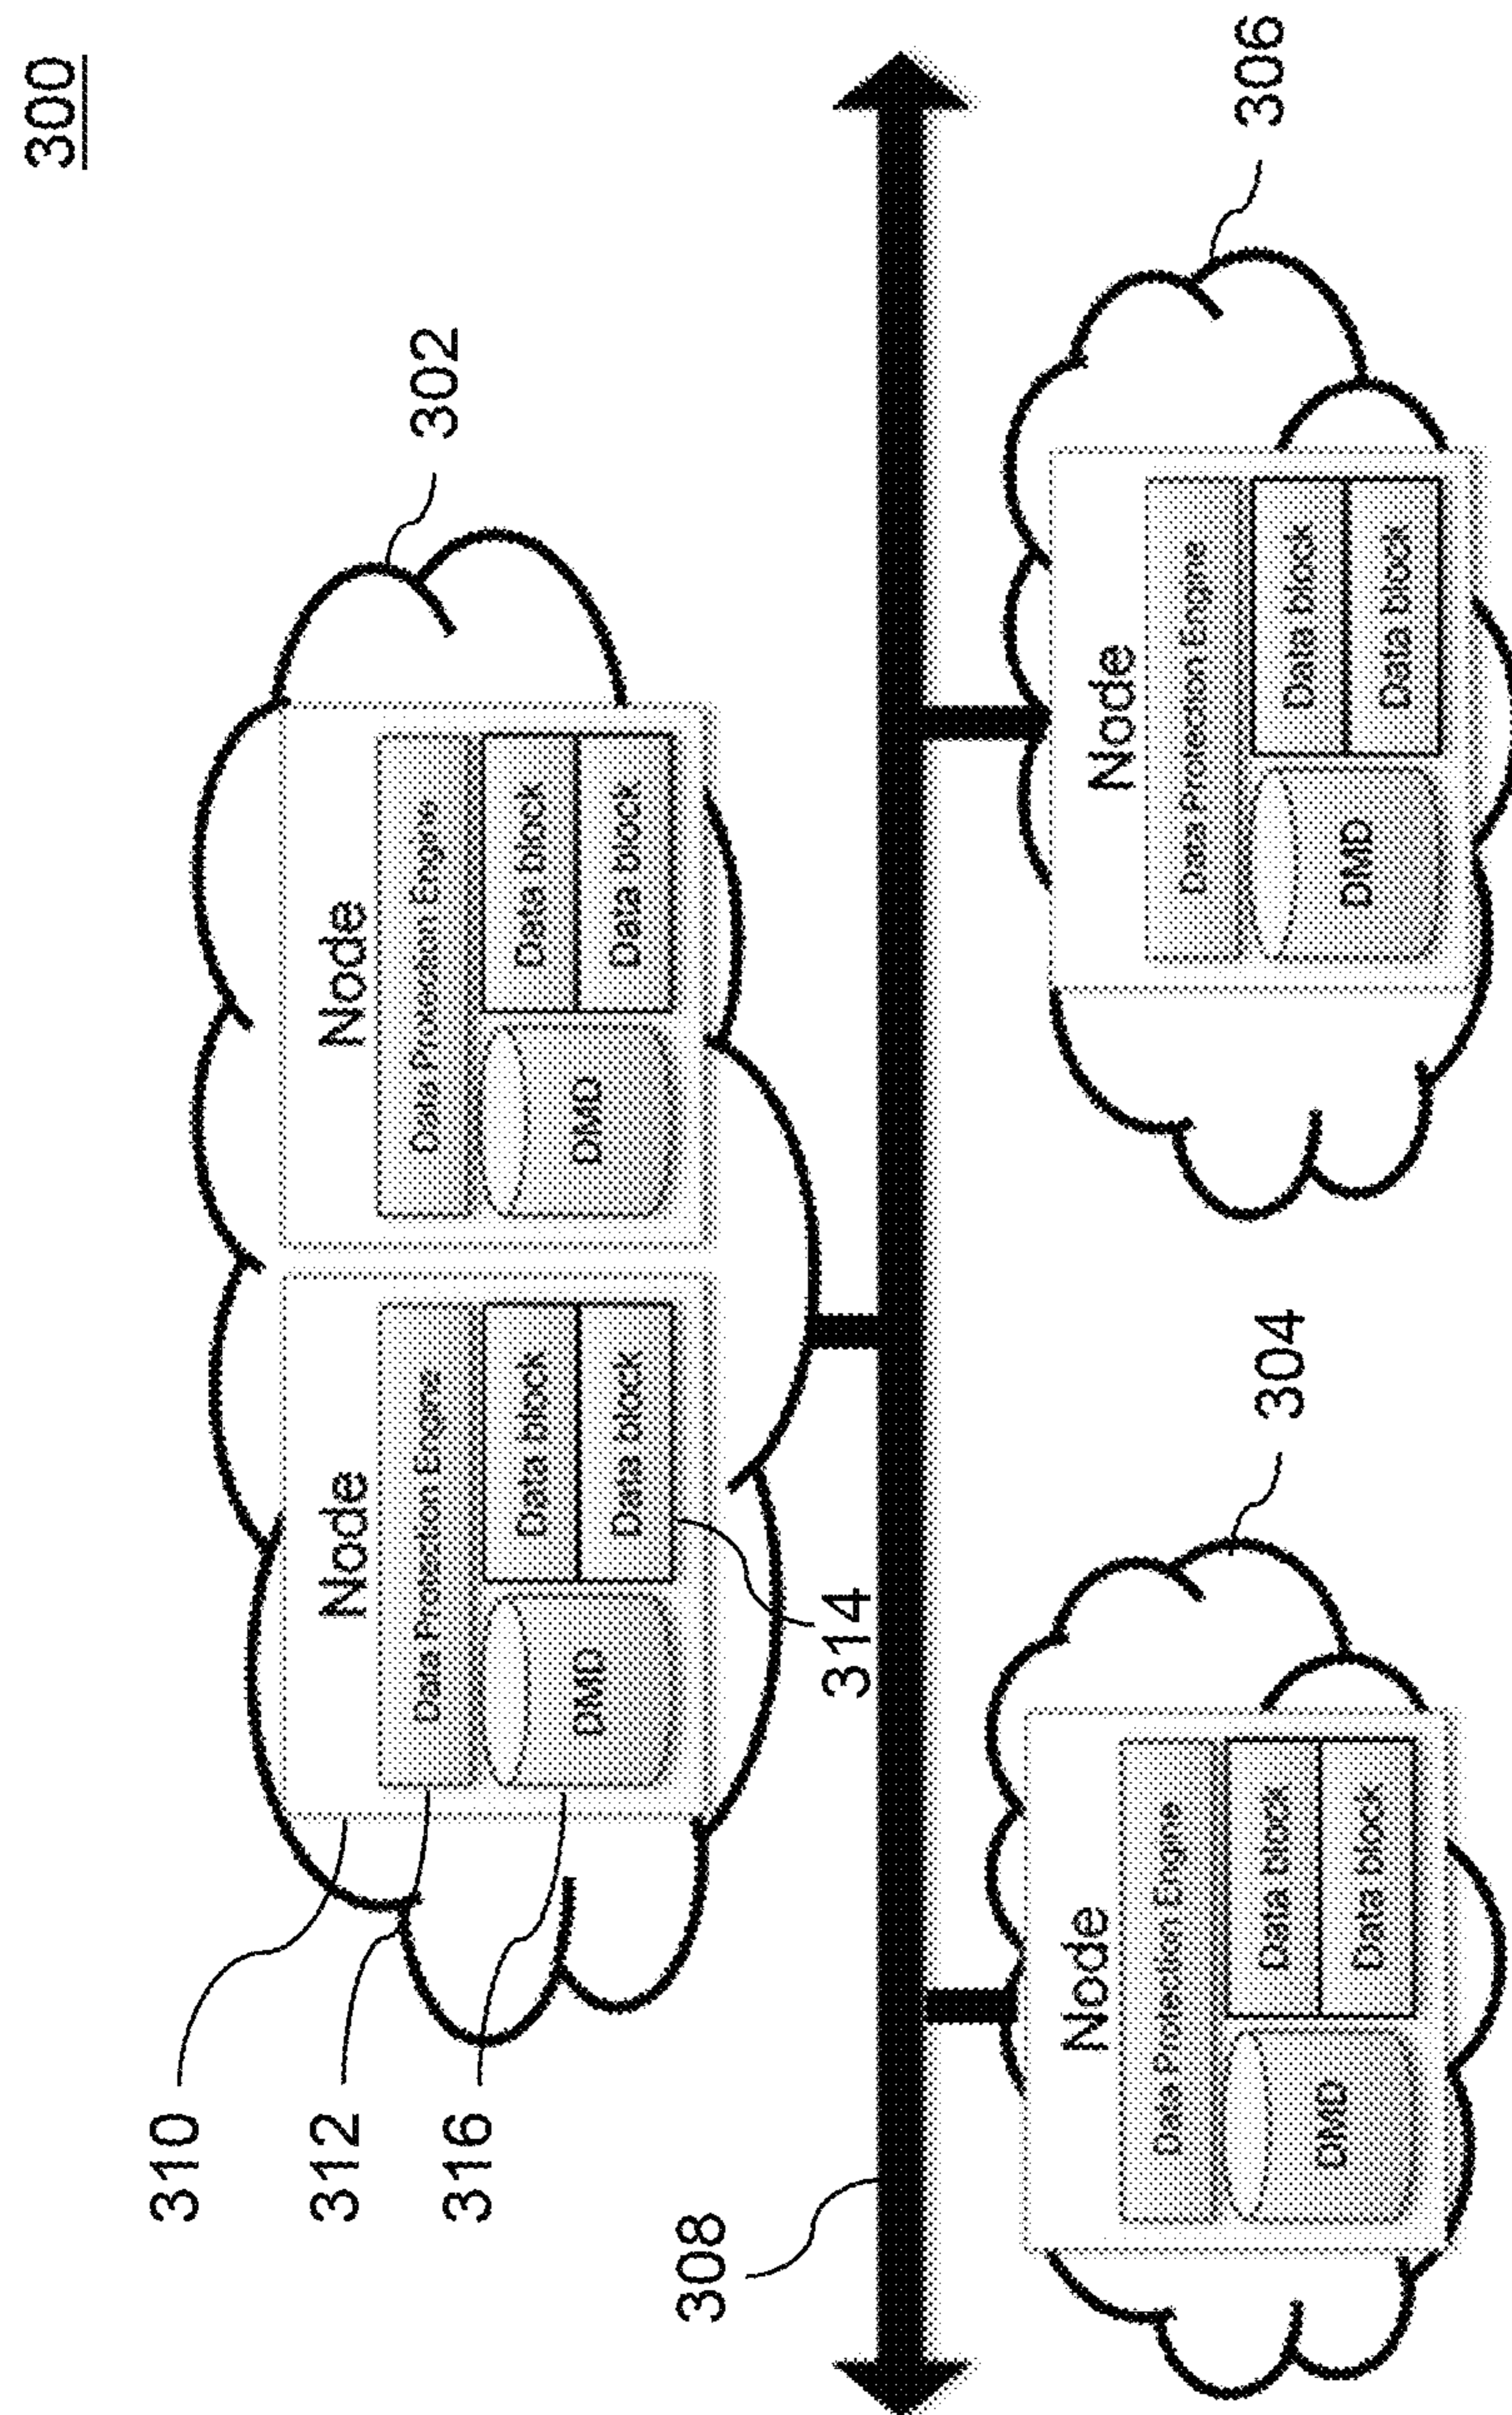 300
302
310
Node
Node
312
Data Protection Engine
Data Protection Engine
316
DMD
Data block
Data block
DMD
Data block
Data block
314
308
304
306
Node
Data Protection Engine
DMD
Data block
Data block
Node
Data Protection Engine
DMD
Data block
Data block